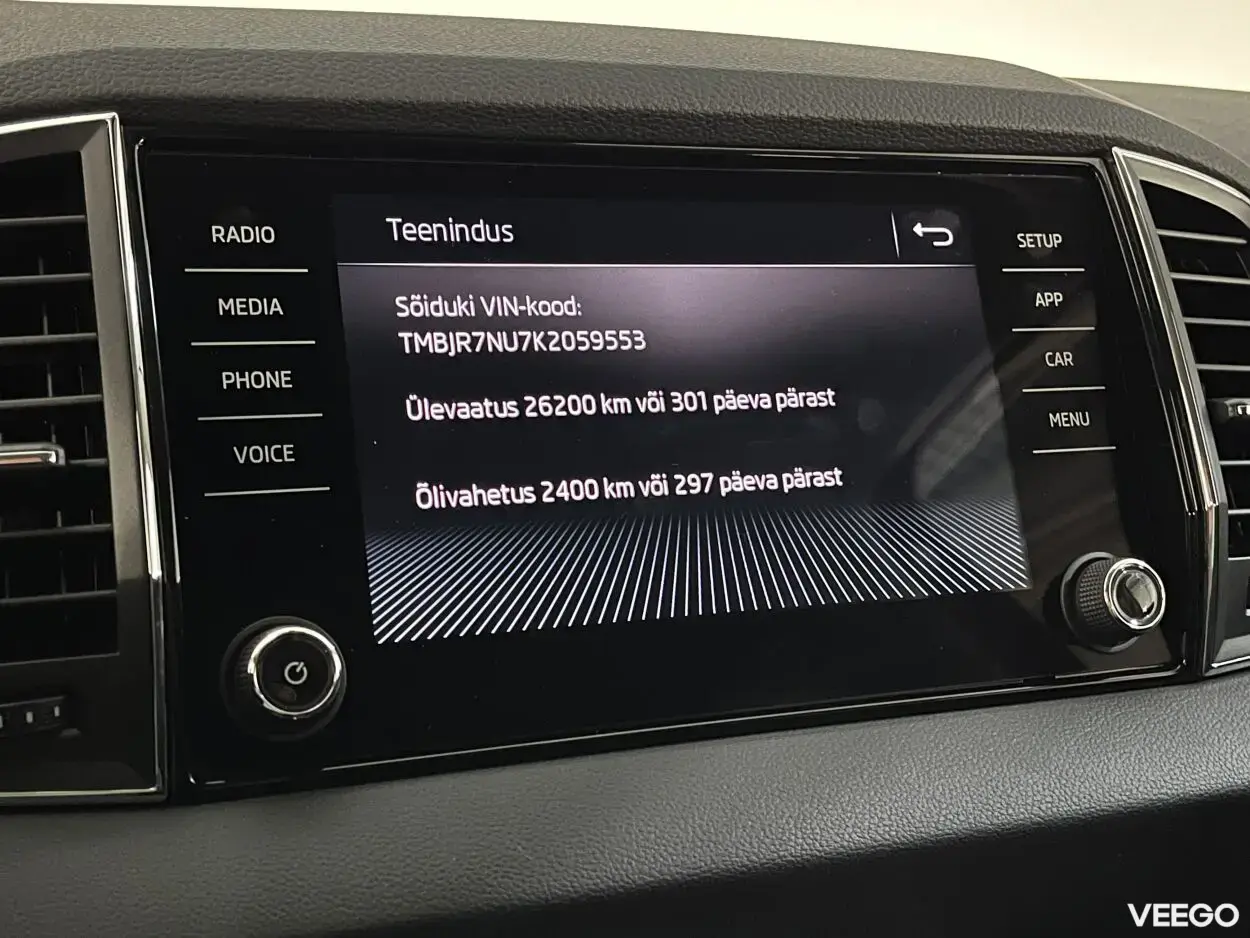 Teenindus
RADIO
MEDIA
PHONE
VOICE
Sõiduki VIN-kood:
TMBJR7NU7K2059553
Ülevaatus 26200 km või 301 päeva pärast
Õlivahetus 2400 km või 297 päeva pärast
SETUP
APP
CAR
MENU
VEEGO